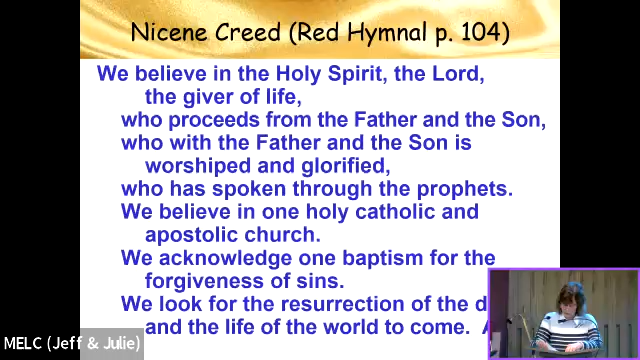 Nicene Creed (Red Hymnal p. 104)
We believe in the Holy Spirit, the Lord,
the giver of life,
who proceeds from the Father and the Son,
who with the Father and the Son is
worshiped and glorified,
who has spoken through the prophets.
We believe in one holy catholic and
apostolic church.
We acknowledge one baptism for the
forgiveness of sins.
We look for the resurrection of the
and the life of the world to come.
MELC (Jeff & Julie)